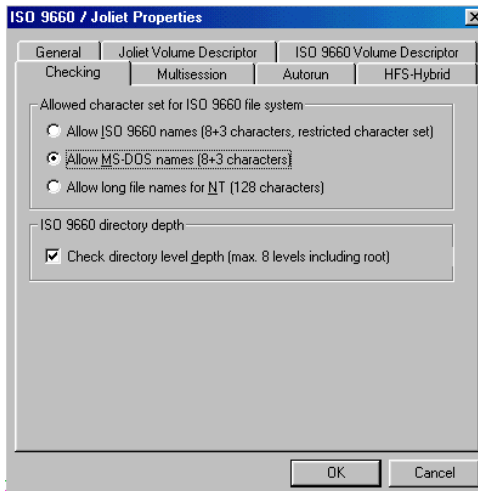 ISO 9660 / Joliet Properties
General Joliet Volume Descriptor ISO 9660 Volume Descriptor
Checking Multisession Autorun HFS-Hybrid
Allowed character set for ISO 9660 file system
Allow ISO 9660 names (8+3 characters, restricted character set)
Allow MS-DOS names (8+3 characters)
Allow long file names for NT (128 characters)
ISO 9660 directory depth
Check directory level depth (max. 8 levels including root)
OK Cancel